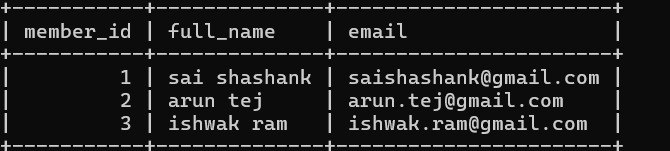 +-----------+--------------+-----------------------+
| member_id | full_name    | email                 |
+-----------+--------------+-----------------------+
|         1 | sai shashank | saishashank@gmail.com |
|         2 | arun tej     | arun.tej@gmail.com    |
|         3 | ishwak ram   | ishwak.ram@gmail.com  |
+-----------+--------------+-----------------------+